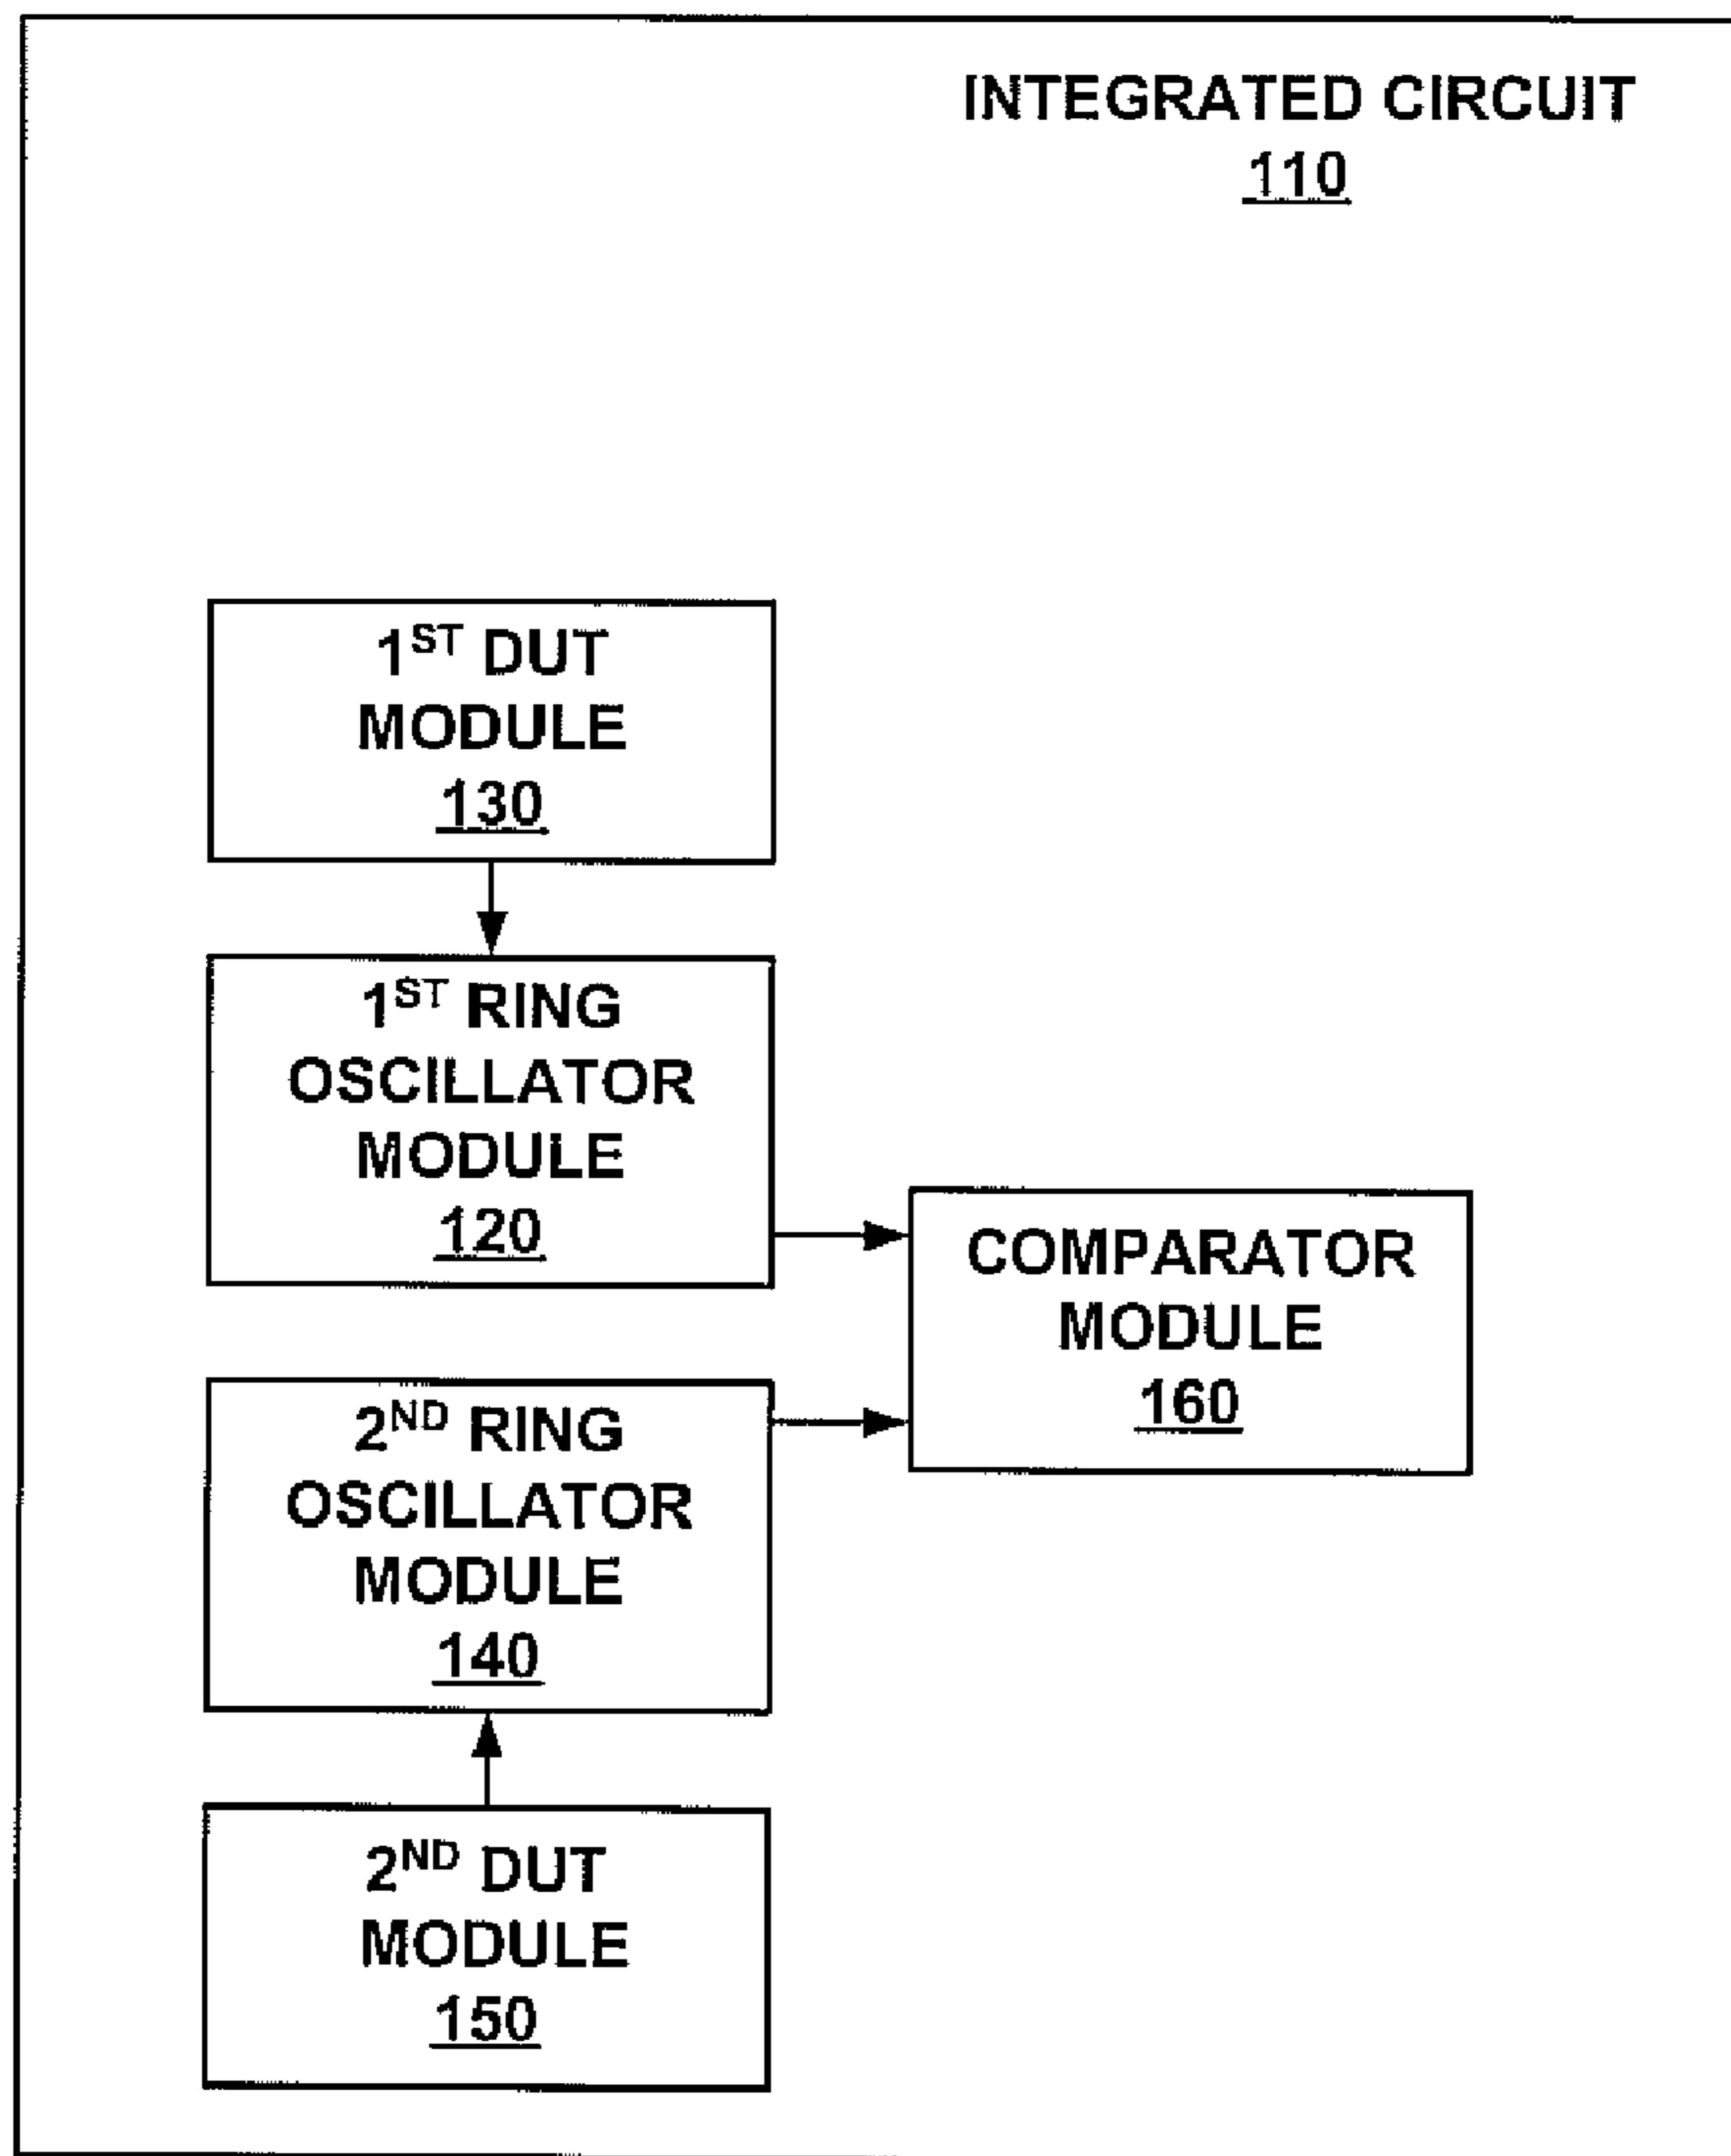 INTEGRATED CIRCUIT
110
1ST DUT
MODULE
130
1ST RING
OSCILLATOR
MODULE
120
COMPARATOR
MODULE
160
2ND RING
OSCILLATOR
MODULE
140
2ND DUT
MODULE
150